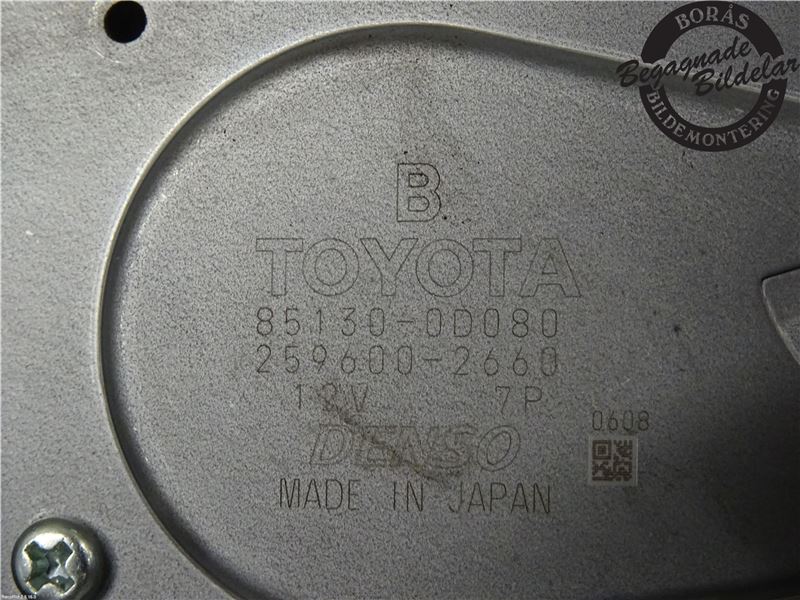 BORÅS
Begagnade
Bildelar
BILDEMONTERING
B
TOYOTA
85130-0D080
259600-2660
12V 7P
DENSO
0608
MADE IN JAPAN